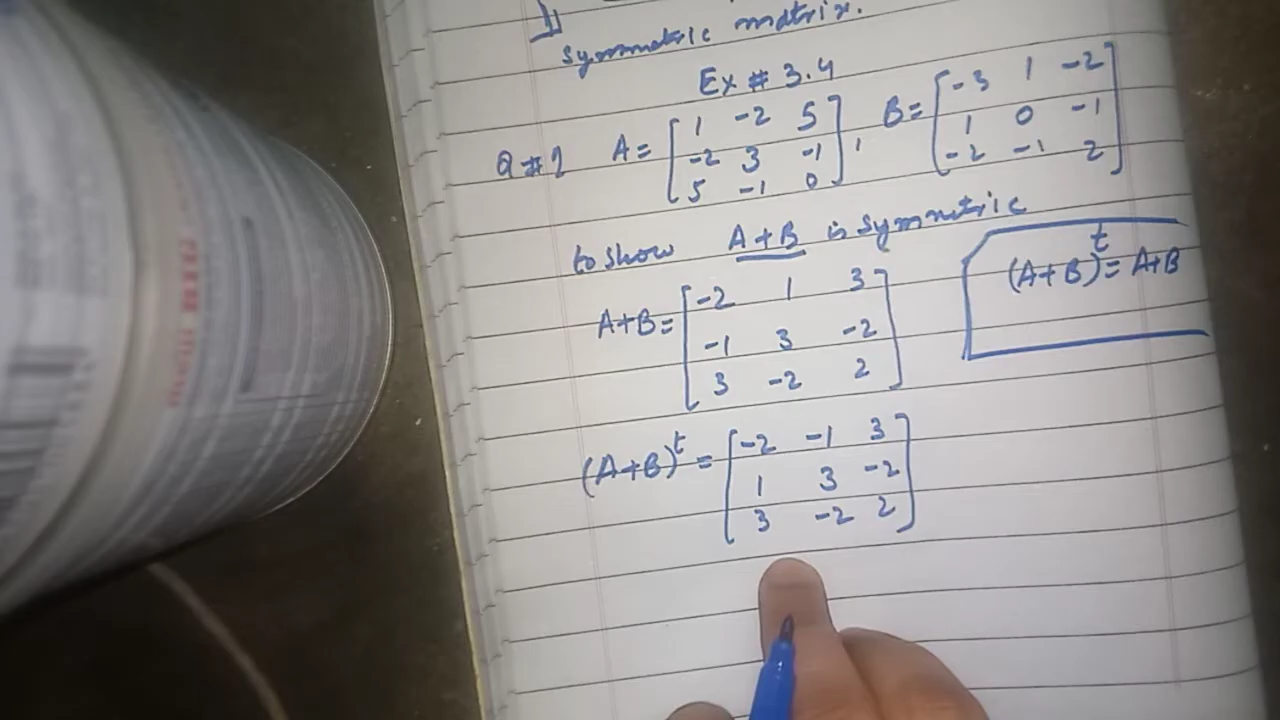 symmetric matrix.
Ex # 3.4
Q#1 A = [1 -2 5
-2 3 -1
5 -1 0], B = [-3 1 -2
1 0 -1
-2 -1 2]
to show A+B is symmetric
(A+B)^t = A+B
A+B = [-2 1 3
-1 3 -2
3 -2 2]
(A+B)^t = [-2 -1 3
1 3 -2
3 -2 2]